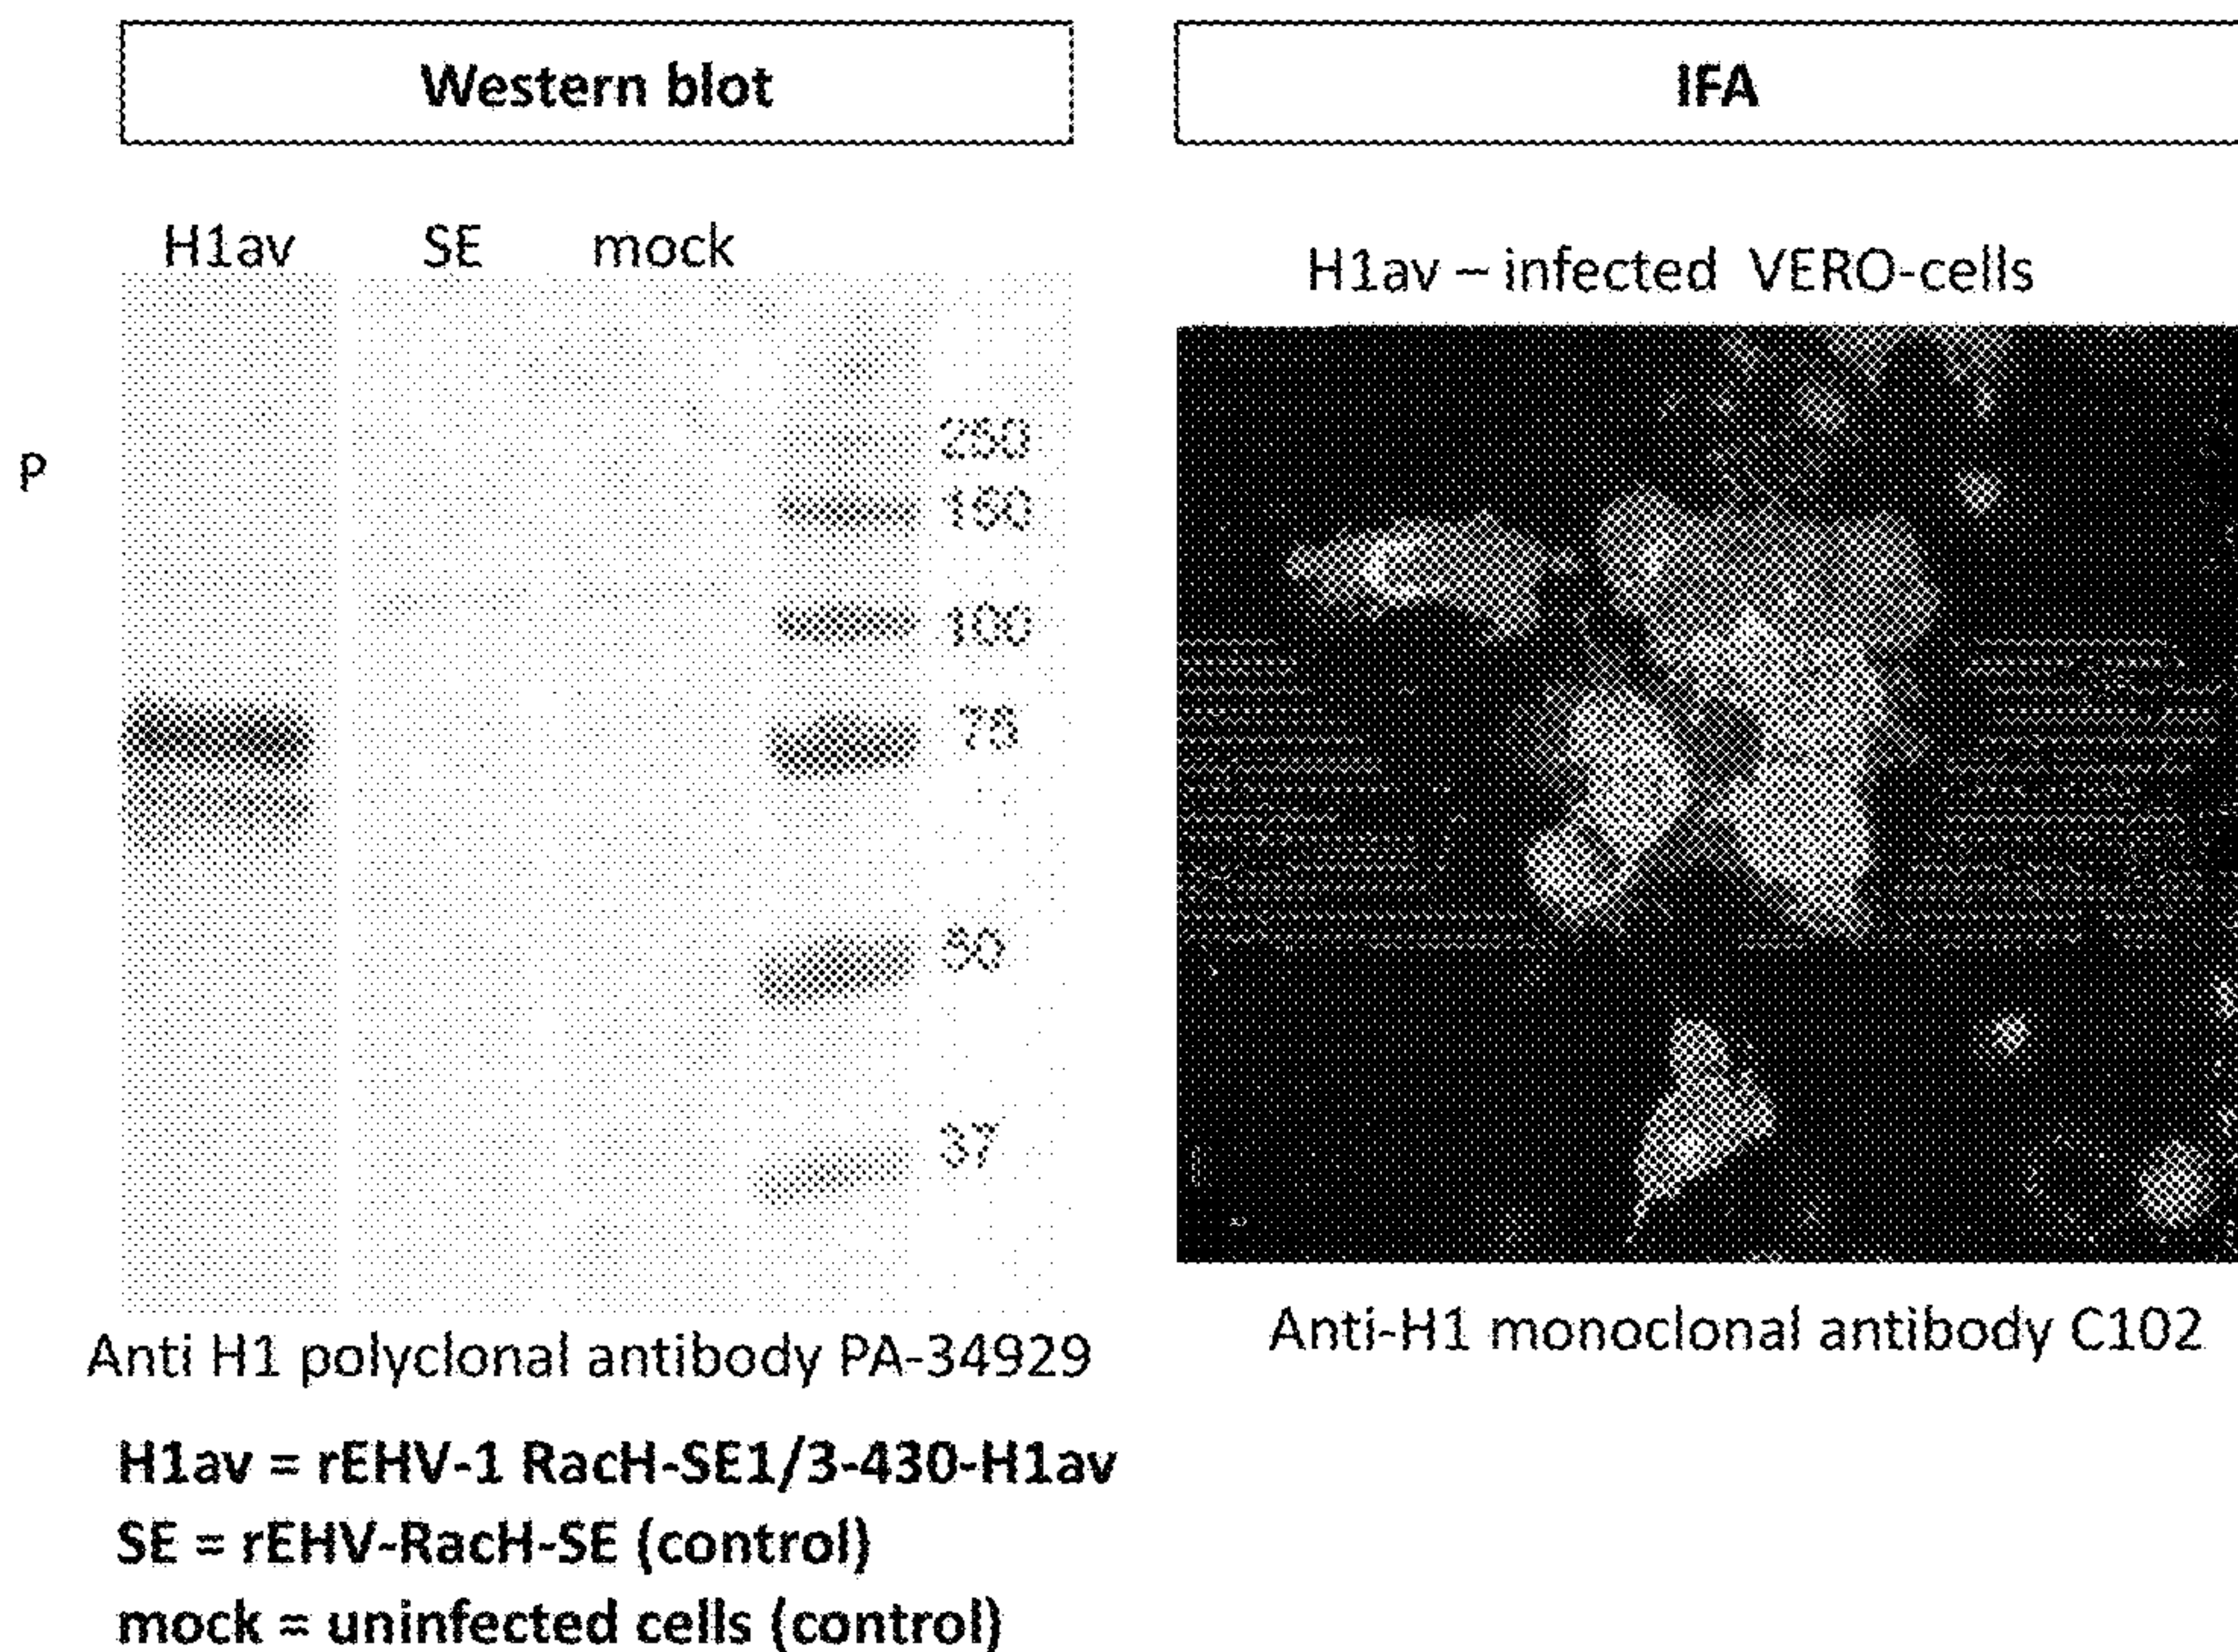 Western blot
IFA
H1av SE mock
H1av – infected VERO-cells
250
P
150
100
75
50
37
Anti H1 polyclonal antibody PA-34929
Anti-H1 monoclonal antibody C102
H1av = rEHV-1 RacH-SE1/3-430-H1av
SE = rEHV-RacH-SE (control)
mock = uninfected cells (control)